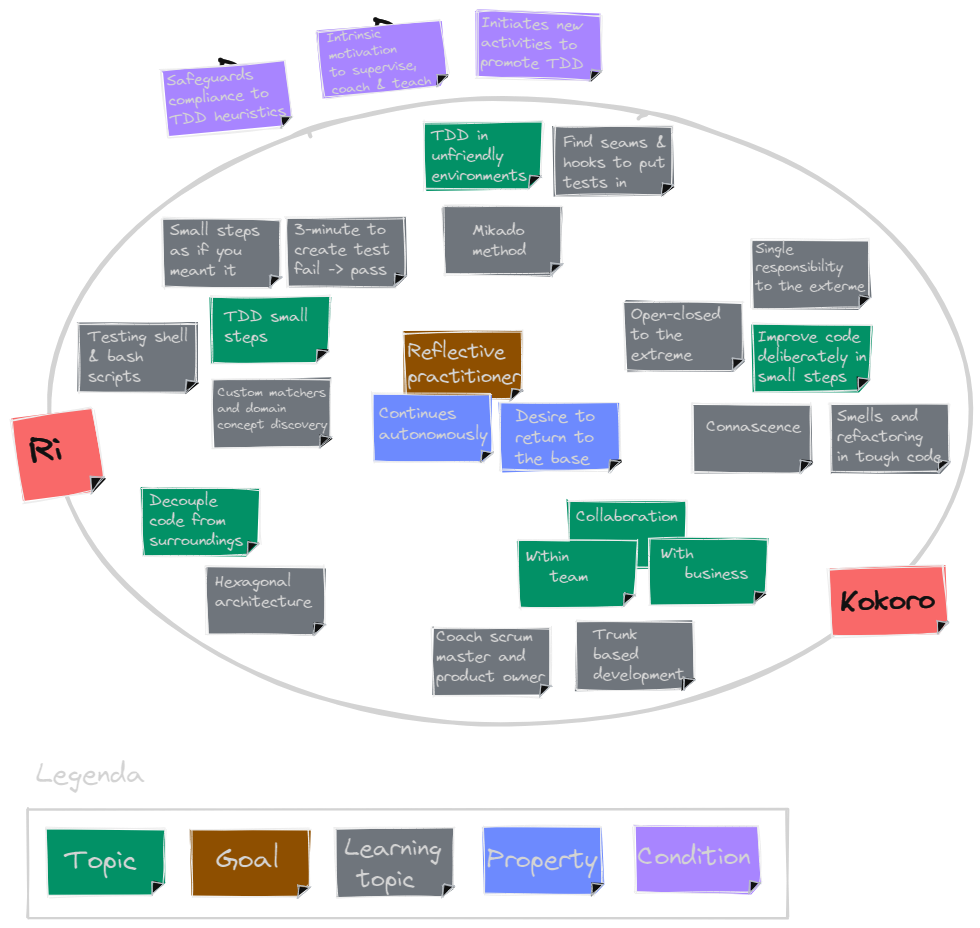 Safeguards
compliance to
TDD heuristics
Intrinsic
motivation
to supervise,
coach & teach
Initiates new
activities to
promote TDD
TDD in
unfriendly
environments
Find seams &
hooks to put
tests in
Small steps
as if you
meant it
3-minute to
create test
fail -> pass
Mikado
method
Single
responsibility
to the exterme
TDD small
steps
Testing shell
& bash
scripts
Custom matchers
and domain
concept discovery
Reflective
practitioner
Continues
autonomously
Desire to
return to
the base
Open-closed
to the
extreme
Improve code
deliberately in
small steps
Connascence
Smells and
refactoring
in tough code
Ri
Decouple
code from
surroundings
Hexagonal
architecture
Collaboration
Within
team
With
business
Kokoro
Coach scrum
master and
product owner
Trunk
based
development
Legenda
Topic
Goal
Learning
topic
Property
Condition